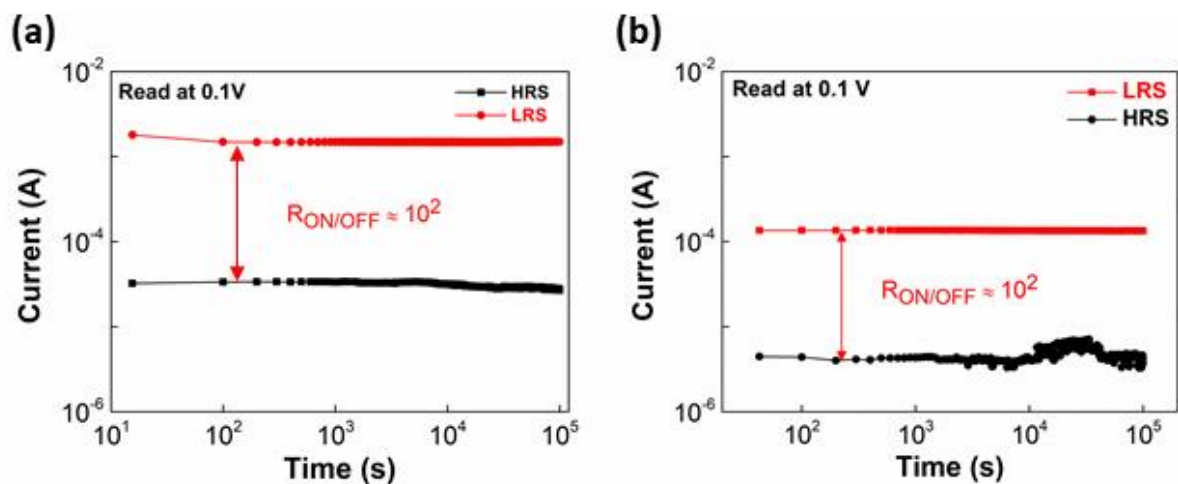 (a)
Read at 0.1V
HRS
LRS
R_ON/OFF ≈ 10²
Current (A)
10⁻²
10⁻⁴
10⁻⁶
10¹ 10² 10³ 10⁴ 10⁵
Time (s)
(b)
Read at 0.1 V
LRS
HRS
R_ON/OFF ≈ 10²
Current (A)
10⁻²
10⁻⁴
10⁻⁶
10² 10³ 10⁴ 10⁵
Time (s)